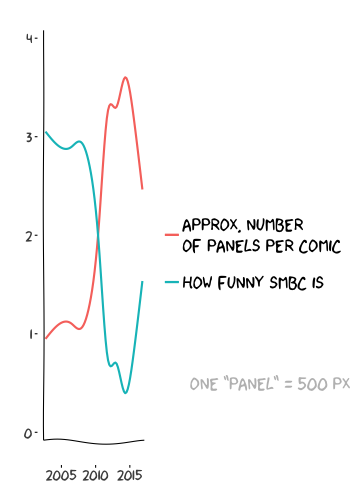 4-
3-
2-
1-
0-
2005 2010 2015
APPROX. NUMBER
OF PANELS PER COMIC
HOW FUNNY SMBC IS
ONE "PANEL" = 500 PX